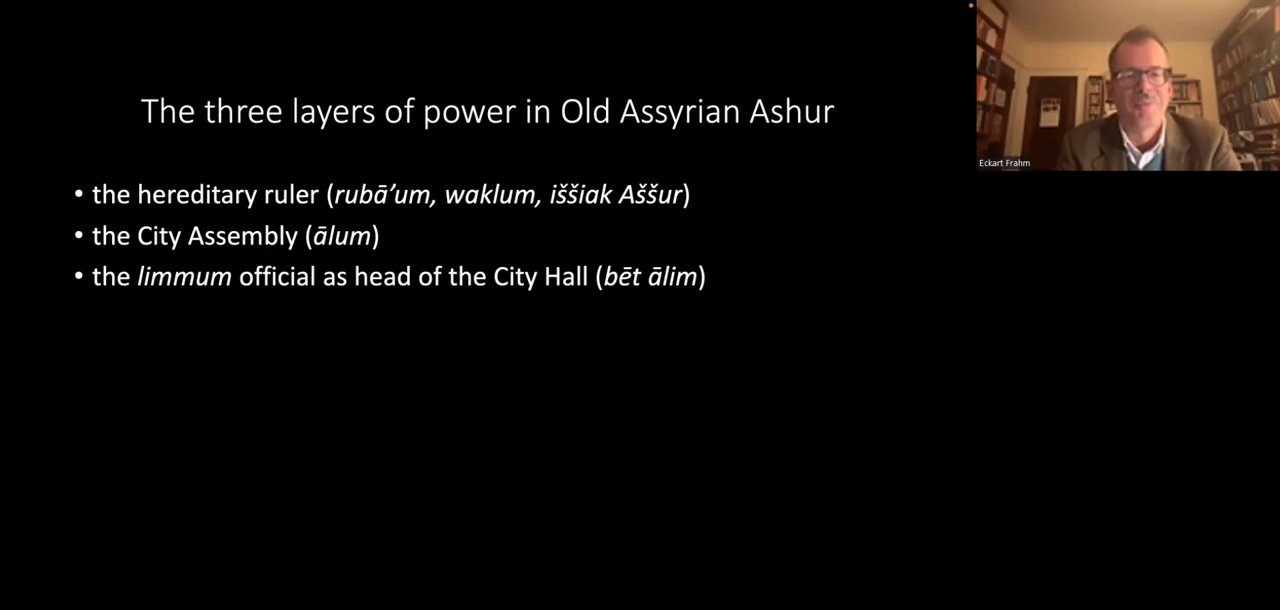 The three layers of power in Old Assyrian Ashur
• the hereditary ruler (rubā’um, waklum, iššiak Aššur)
• the City Assembly (ālum)
• the limmum official as head of the City Hall (bēt ālim)
Eckart Frahm